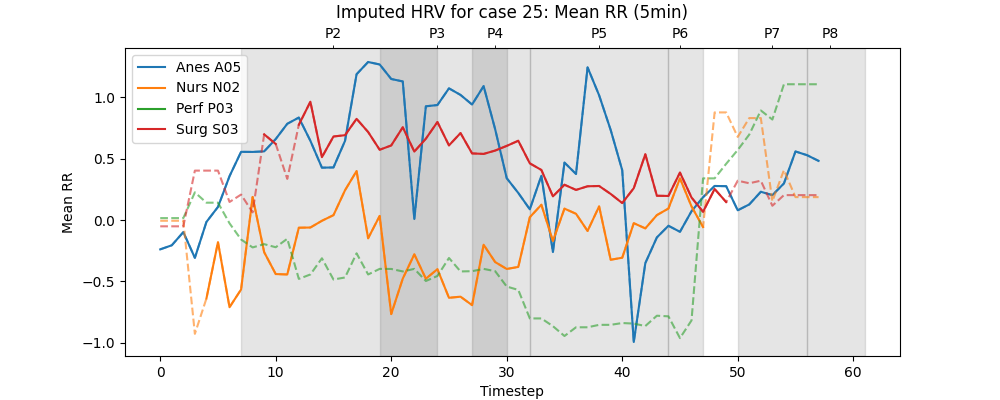 Imputed HRV for case 25: Mean RR (5min)
P2 P3 P4 P5 P6 P7 P8
Anes A05
Nurs N02
Perf P03
Surg S03
Mean RR
1.0
0.5
0.0
−0.5
−1.0
0 10 20 30 40 50 60
Timestep